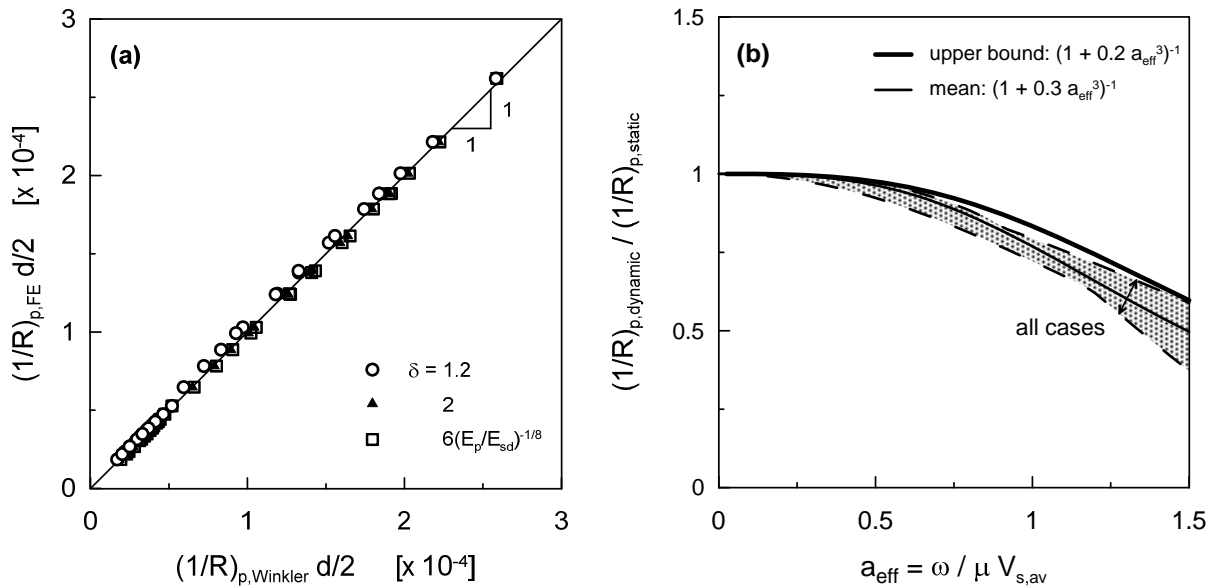 (a)
(1/R)p,FE d/2 [x 10-4]
3
2
1
0
1
1
δ = 1.2
2
6(Ep/Esd)-1/8
0 1 2 3
(1/R)p,Winkler d/2 [x 10-4]
(b)
(1/R)p,dynamic / (1/R)p,static
1.5
1
0.5
0
upper bound: (1 + 0.2 aeff3)-1
mean: (1 + 0.3 aeff3)-1
all cases
0 0.5 1 1.5
aeff = ω / μ Vs,av